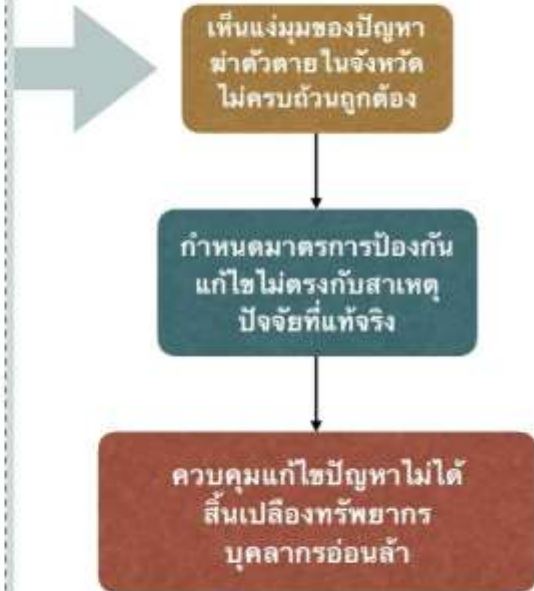 เห็นแง่มุมของปัญหา
ฆ่าตัวตายในจังหวัด
ไม่ครบถ้วนถูกต้อง
กำหนดมาตรการป้องกัน
แก้ไขไม่ตรงกับสาเหตุ
ปัจจัยที่แท้จริง
ควบคุมแก้ไขปัญหาไม่ได้
สิ้นเปลืองทรัพยากร
บุคลากรอ่อนล้า